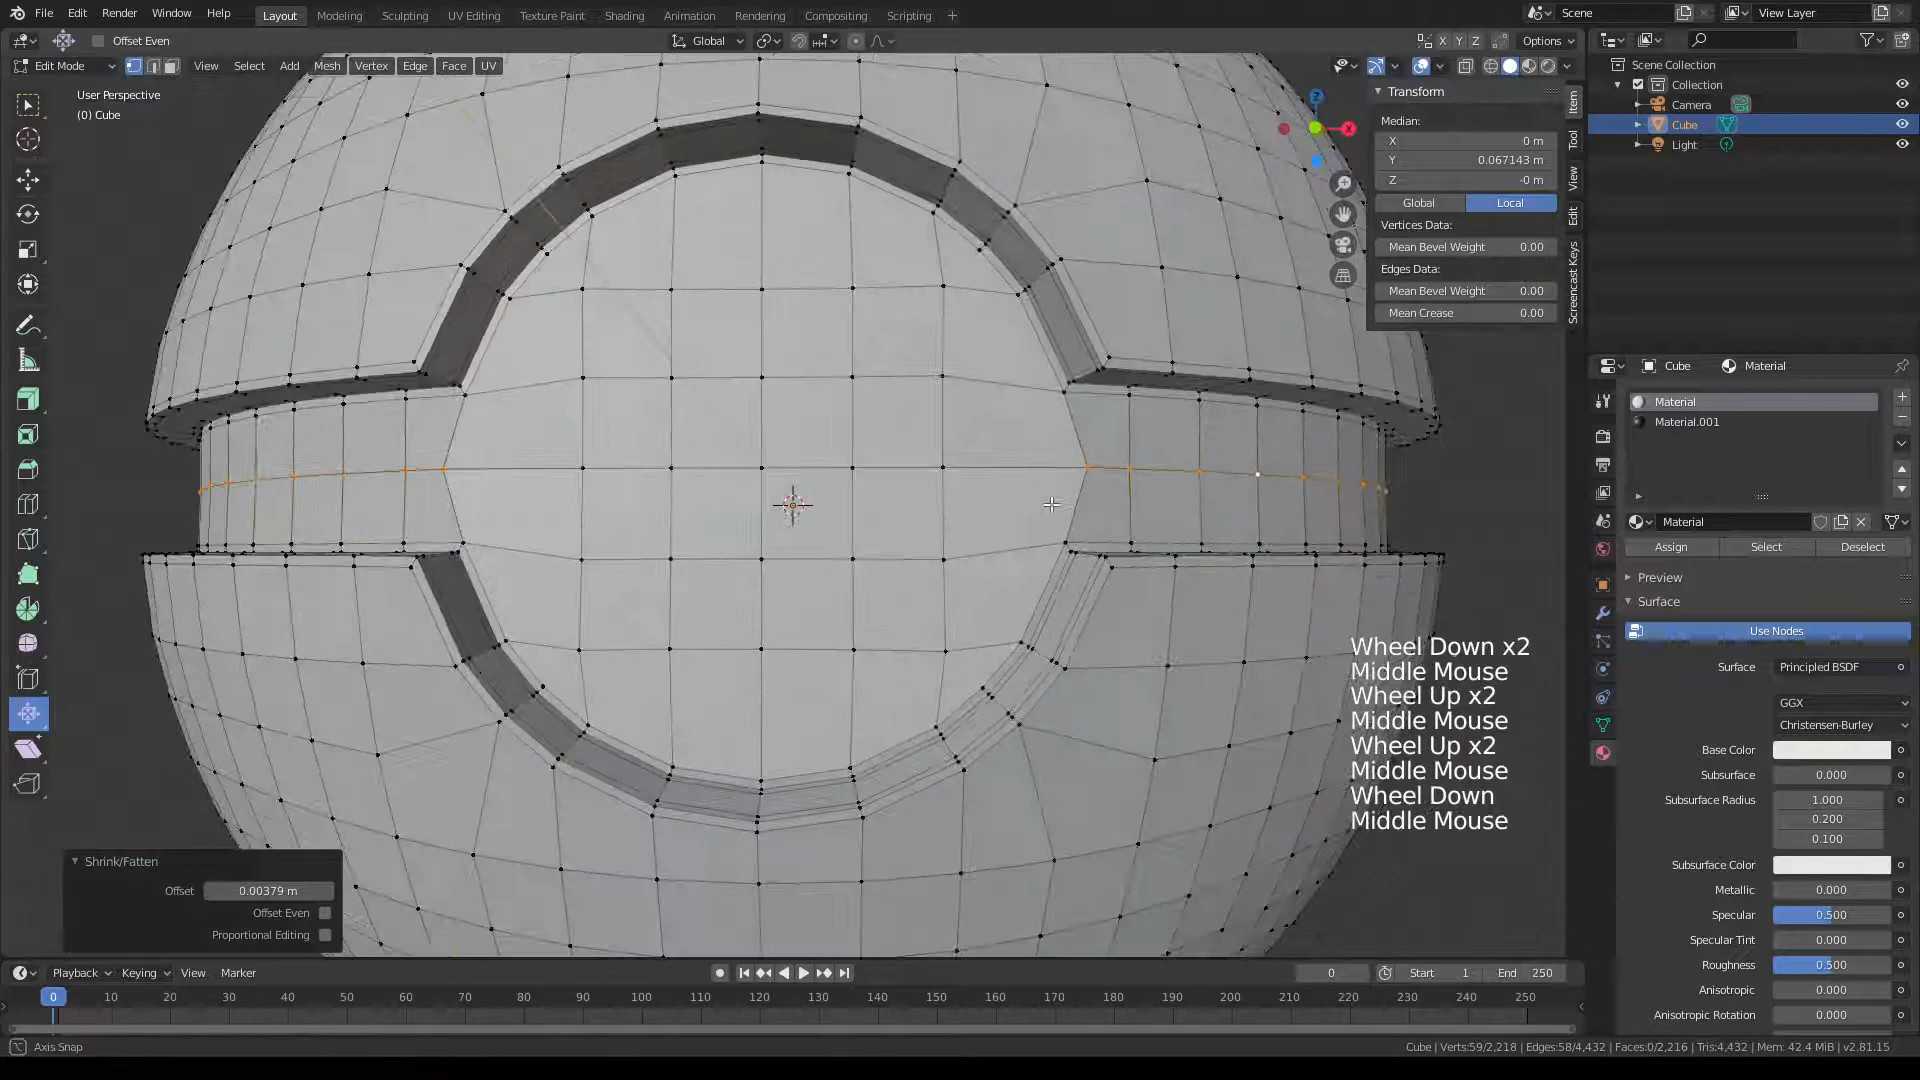 File Edit Render Window Help Layout Modeling Sculpting UV Editing Texture Paint Shading Animation Rendering Compositing Scripting + Scene View Layer
Offset Even Global X Y Z Options
Edit Mode View Select Add Mesh Vertex Edge Face UV
User Perspective
(0) Cube
Z
X
Transform
Median:
X 0 m
Y 0.067143 m
Z -0 m
Global Local
Vertices Data:
Mean Bevel Weight 0.00
Edges Data:
Mean Bevel Weight 0.00
Mean Crease 0.00
Item
Tool
View
Edit
Screencast Keys
Scene Collection
Collection
Camera
Cube
Light
Cube Material
Material
Material.001
Material
Assign Select Deselect
Preview
Surface
Use Nodes
Surface Principled BSDF
GGX
Christensen-Burley
Base Color
Subsurface 0.000
Subsurface Radius 1.000
0.200
0.100
Subsurface Color
Metallic 0.000
Specular 0.500
Specular Tint 0.000
Roughness 0.500
Anisotropic 0.000
Anisotropic Rotation 0.000
Wheel Down x2
Middle Mouse
Wheel Up x2
Middle Mouse
Wheel Up x2
Middle Mouse
Wheel Down
Middle Mouse
Shrink/Fatten
Offset 0.00379 m
Offset Even
Proportional Editing
Playback Keying View Marker 0 Start 1 End 250
0 10 20 30 40 50 60 70 80 90 100 110 120 130 140 150 160 170 180 190 200 210 220 230 240 250
Axis Snap Cube | Verts:59/2,218 | Edges:58/4,432 | Faces:0/2,216 | Tris:4,432 | Mem: 42.4 MiB | v2.81.15